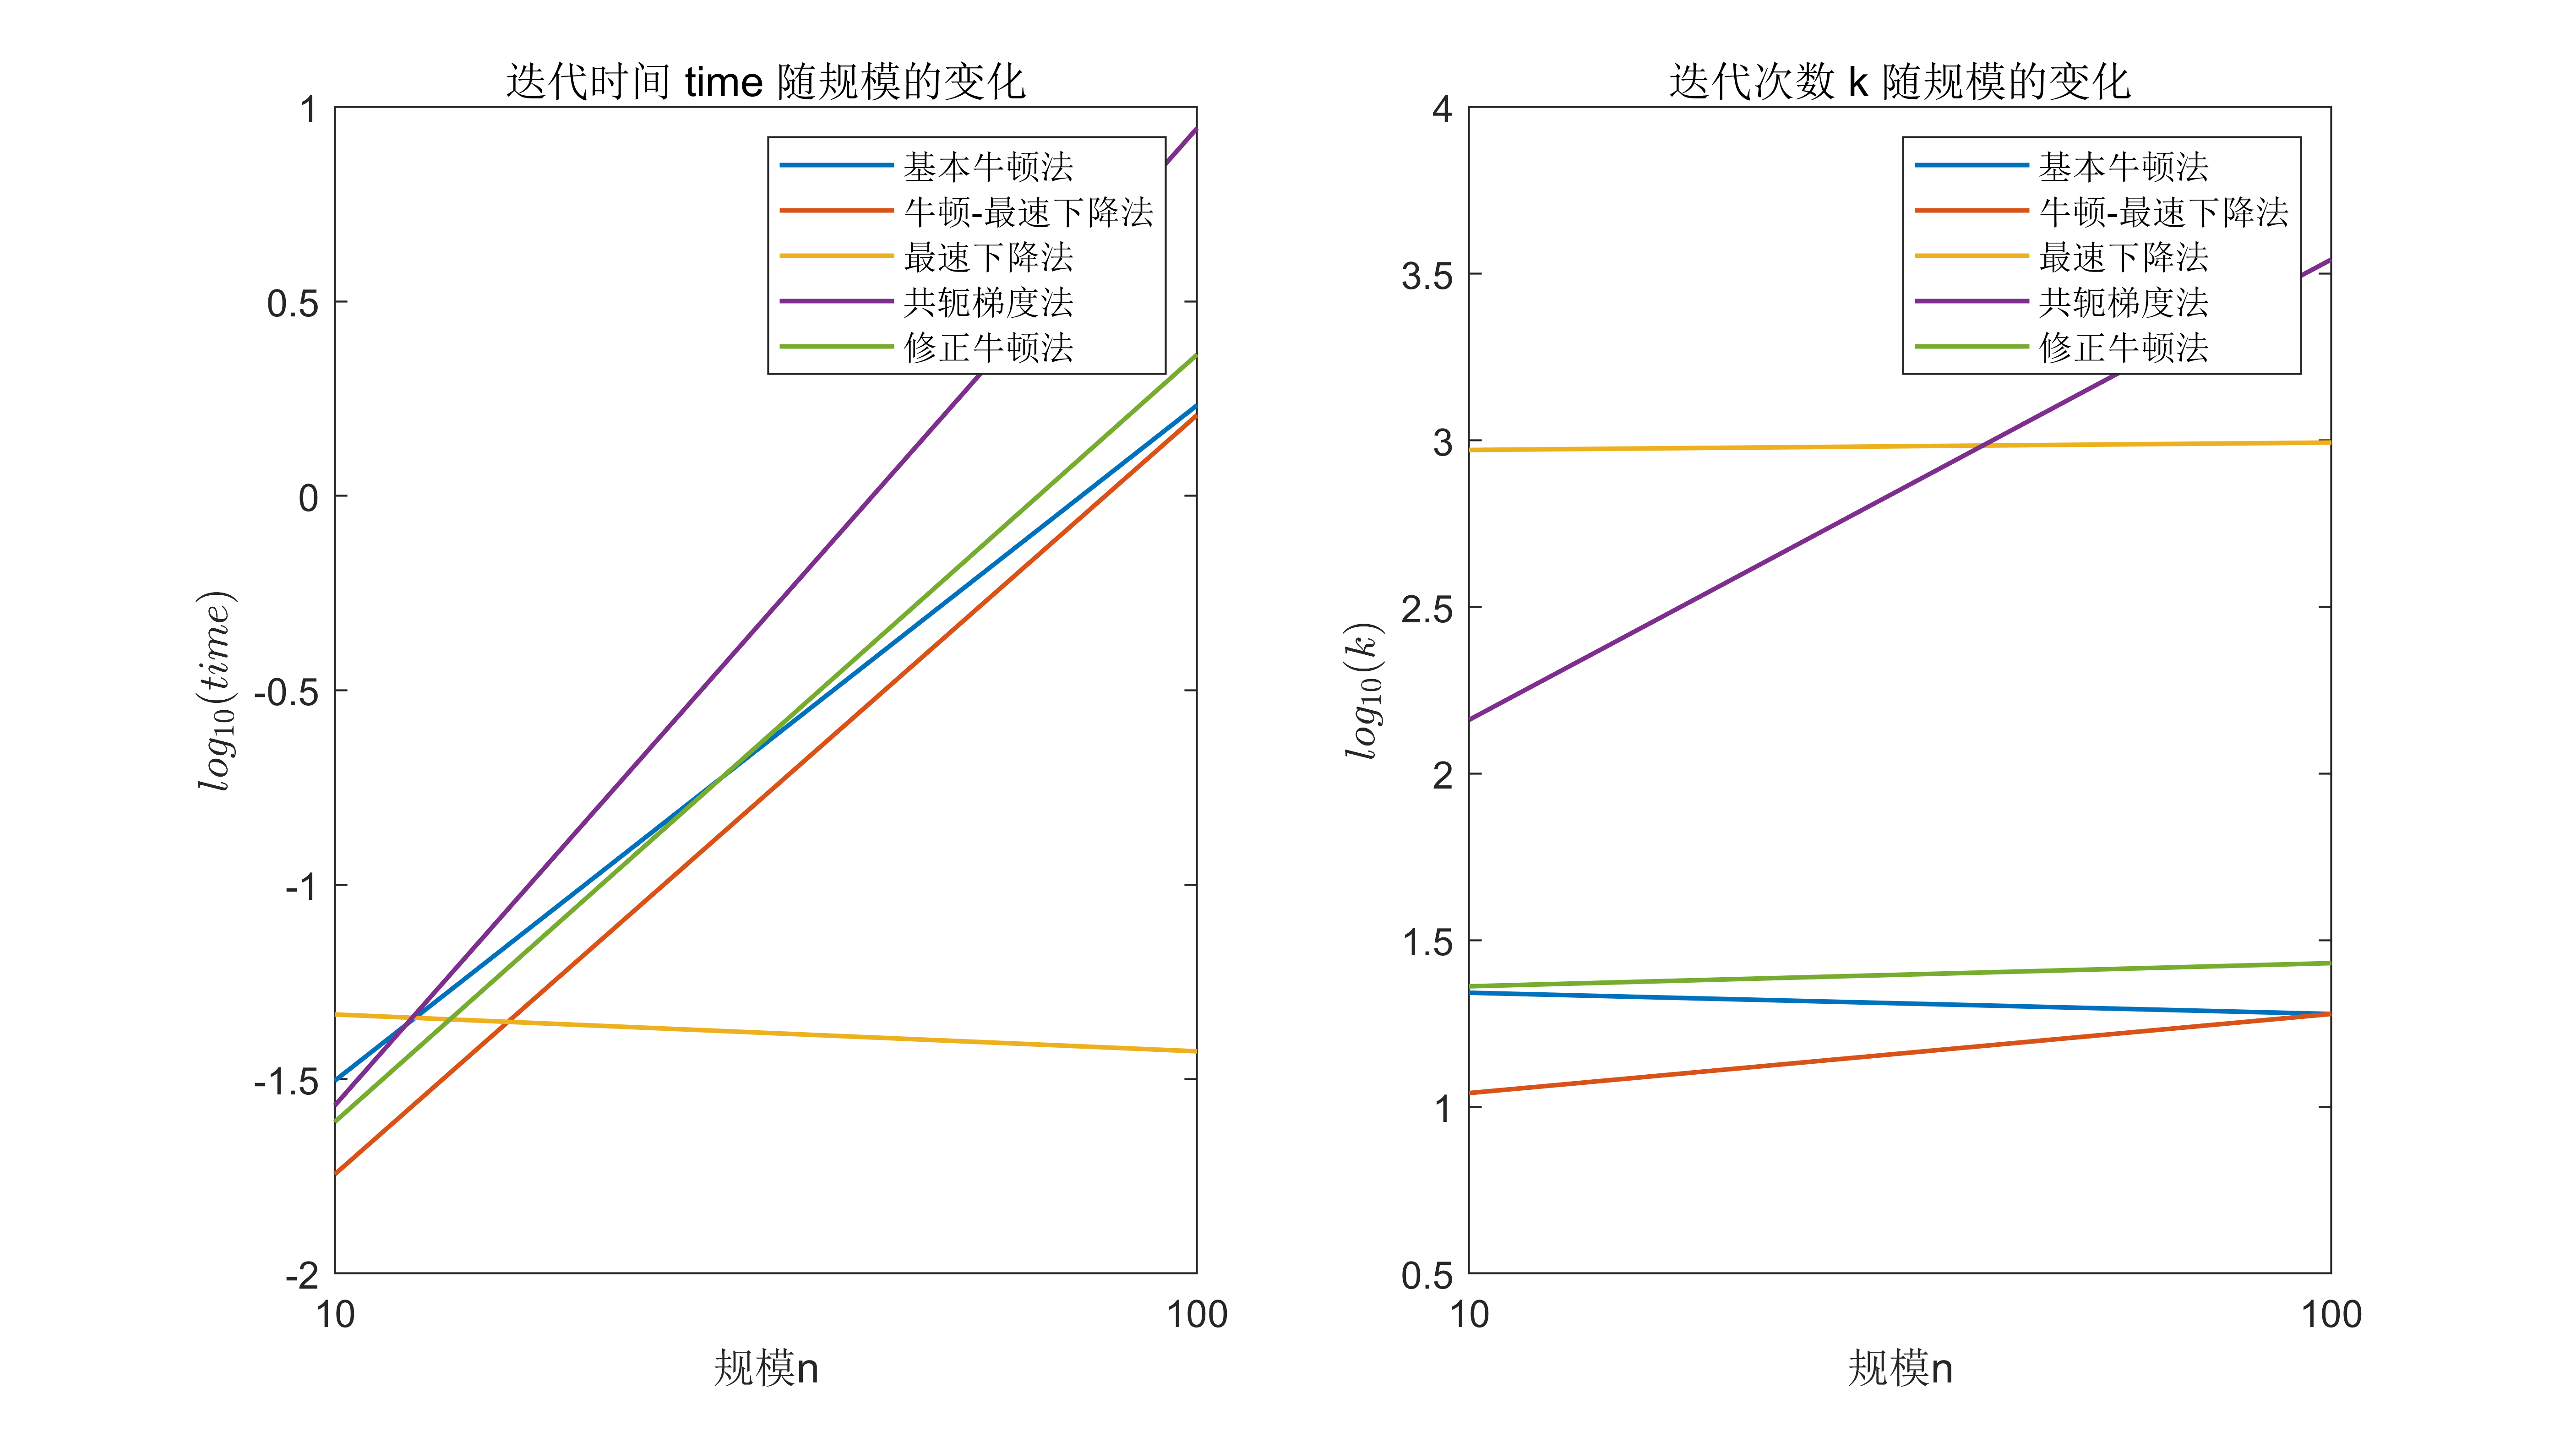 迭代时间 time 随规模的变化
1
0.5
0
-0.5
-1
-1.5
-2
10
100
规模n
log10(time)
基本牛顿法
牛顿-最速下降法
最速下降法
共轭梯度法
修正牛顿法
迭代次数 k 随规模的变化
4
3.5
3
2.5
2
1.5
1
0.5
10
100
规模n
log10(k)
基本牛顿法
牛顿-最速下降法
最速下降法
共轭梯度法
修正牛顿法